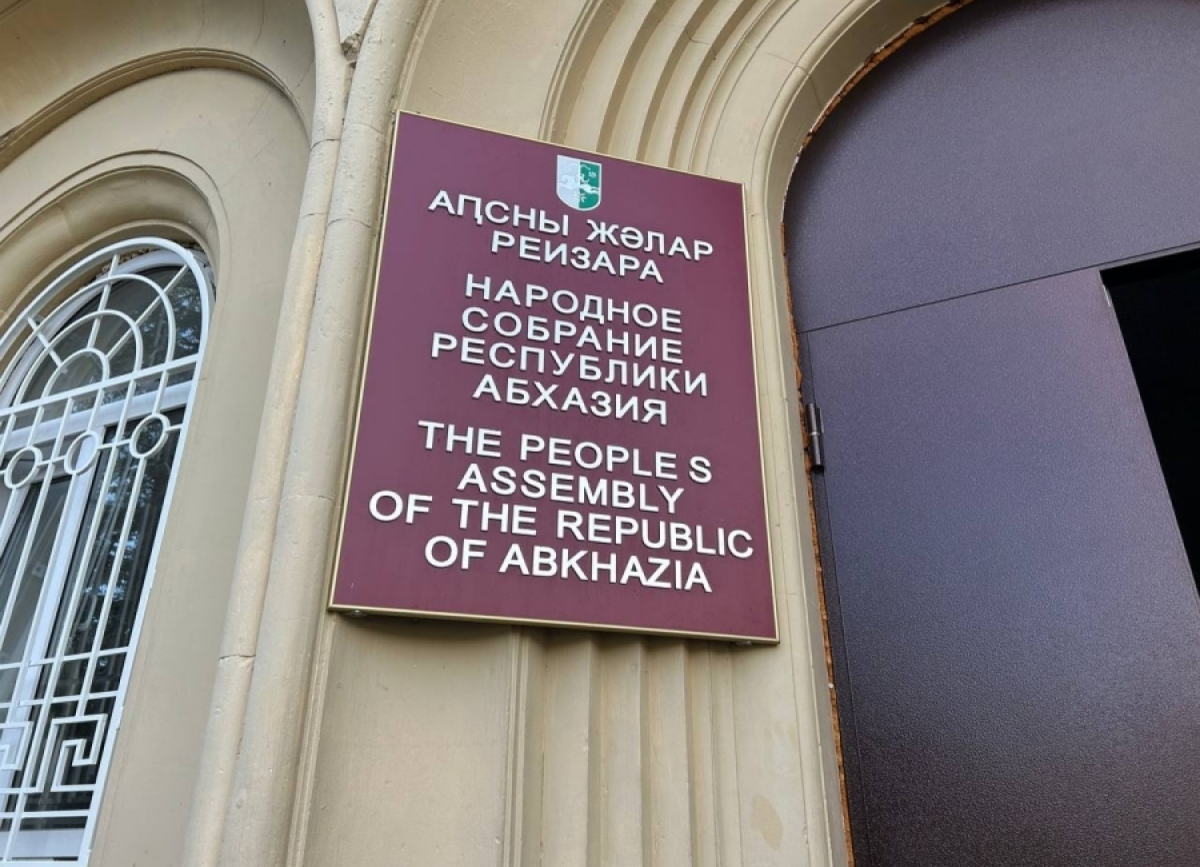 АԤСНЫ ЖӘЛАР
РЕИЗАРА
НАРОДНОЕ
СОБРАНИЕ
РЕСПУБЛИКИ
АБХАЗИЯ
THE PEOPLE S
ASSEMBLY
OF THE REPUBLIC
OF ABKHAZIA